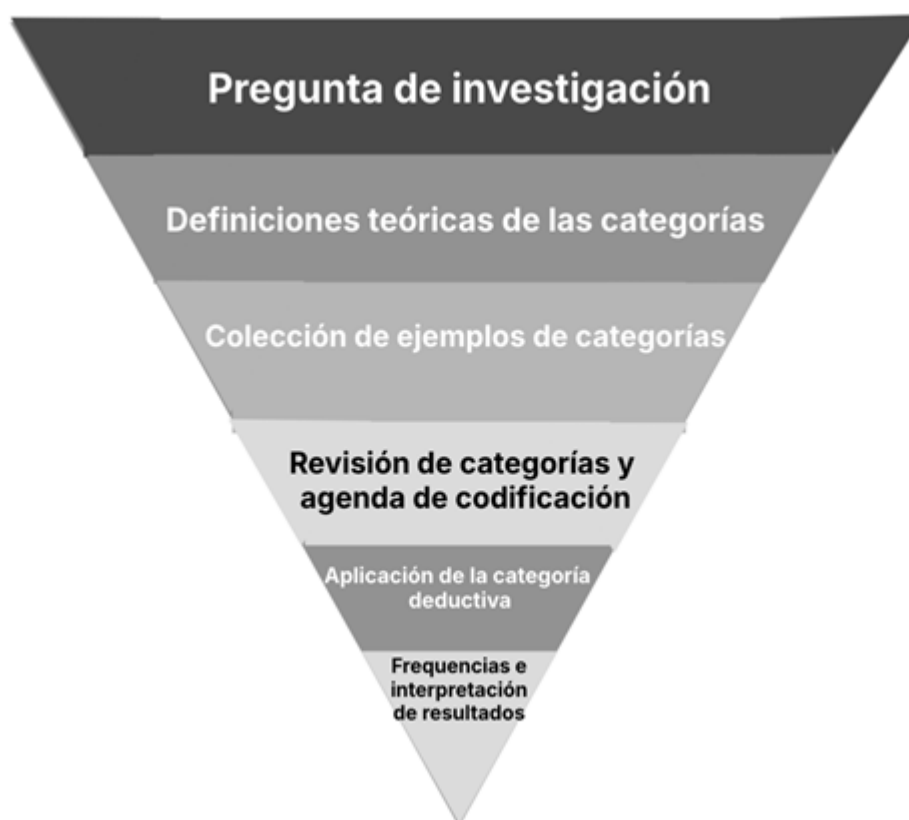 Pregunta de investigación
Definiciones teóricas de las categorías
Colección de ejemplos de categorías
Revisión de categorías y
agenda de codificación
Aplicación de la categoría
deductiva
Frequencias e
interpretación
de resultados